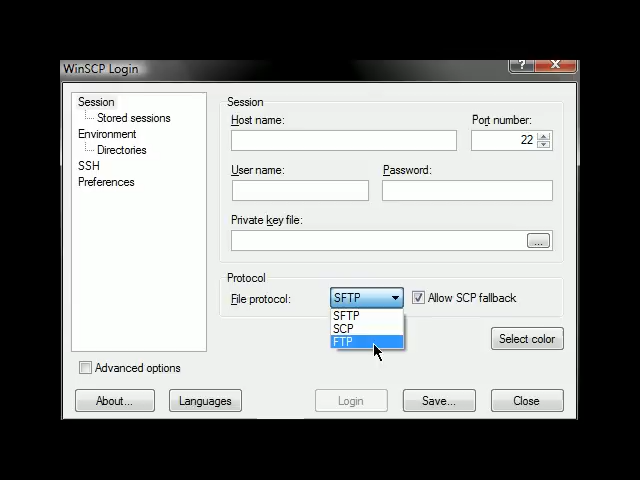 WinSCP Login
Session
Stored sessions
Environment
Directories
SSH
Preferences
Session
Host name:
Port number:
22
User name:
Password:
Private key file:
...
Protocol
File protocol:
SFTP
Allow SCP fallback
SFTP
SCP
FTP
Select color
Advanced options
About...
Languages
Login
Save...
Close